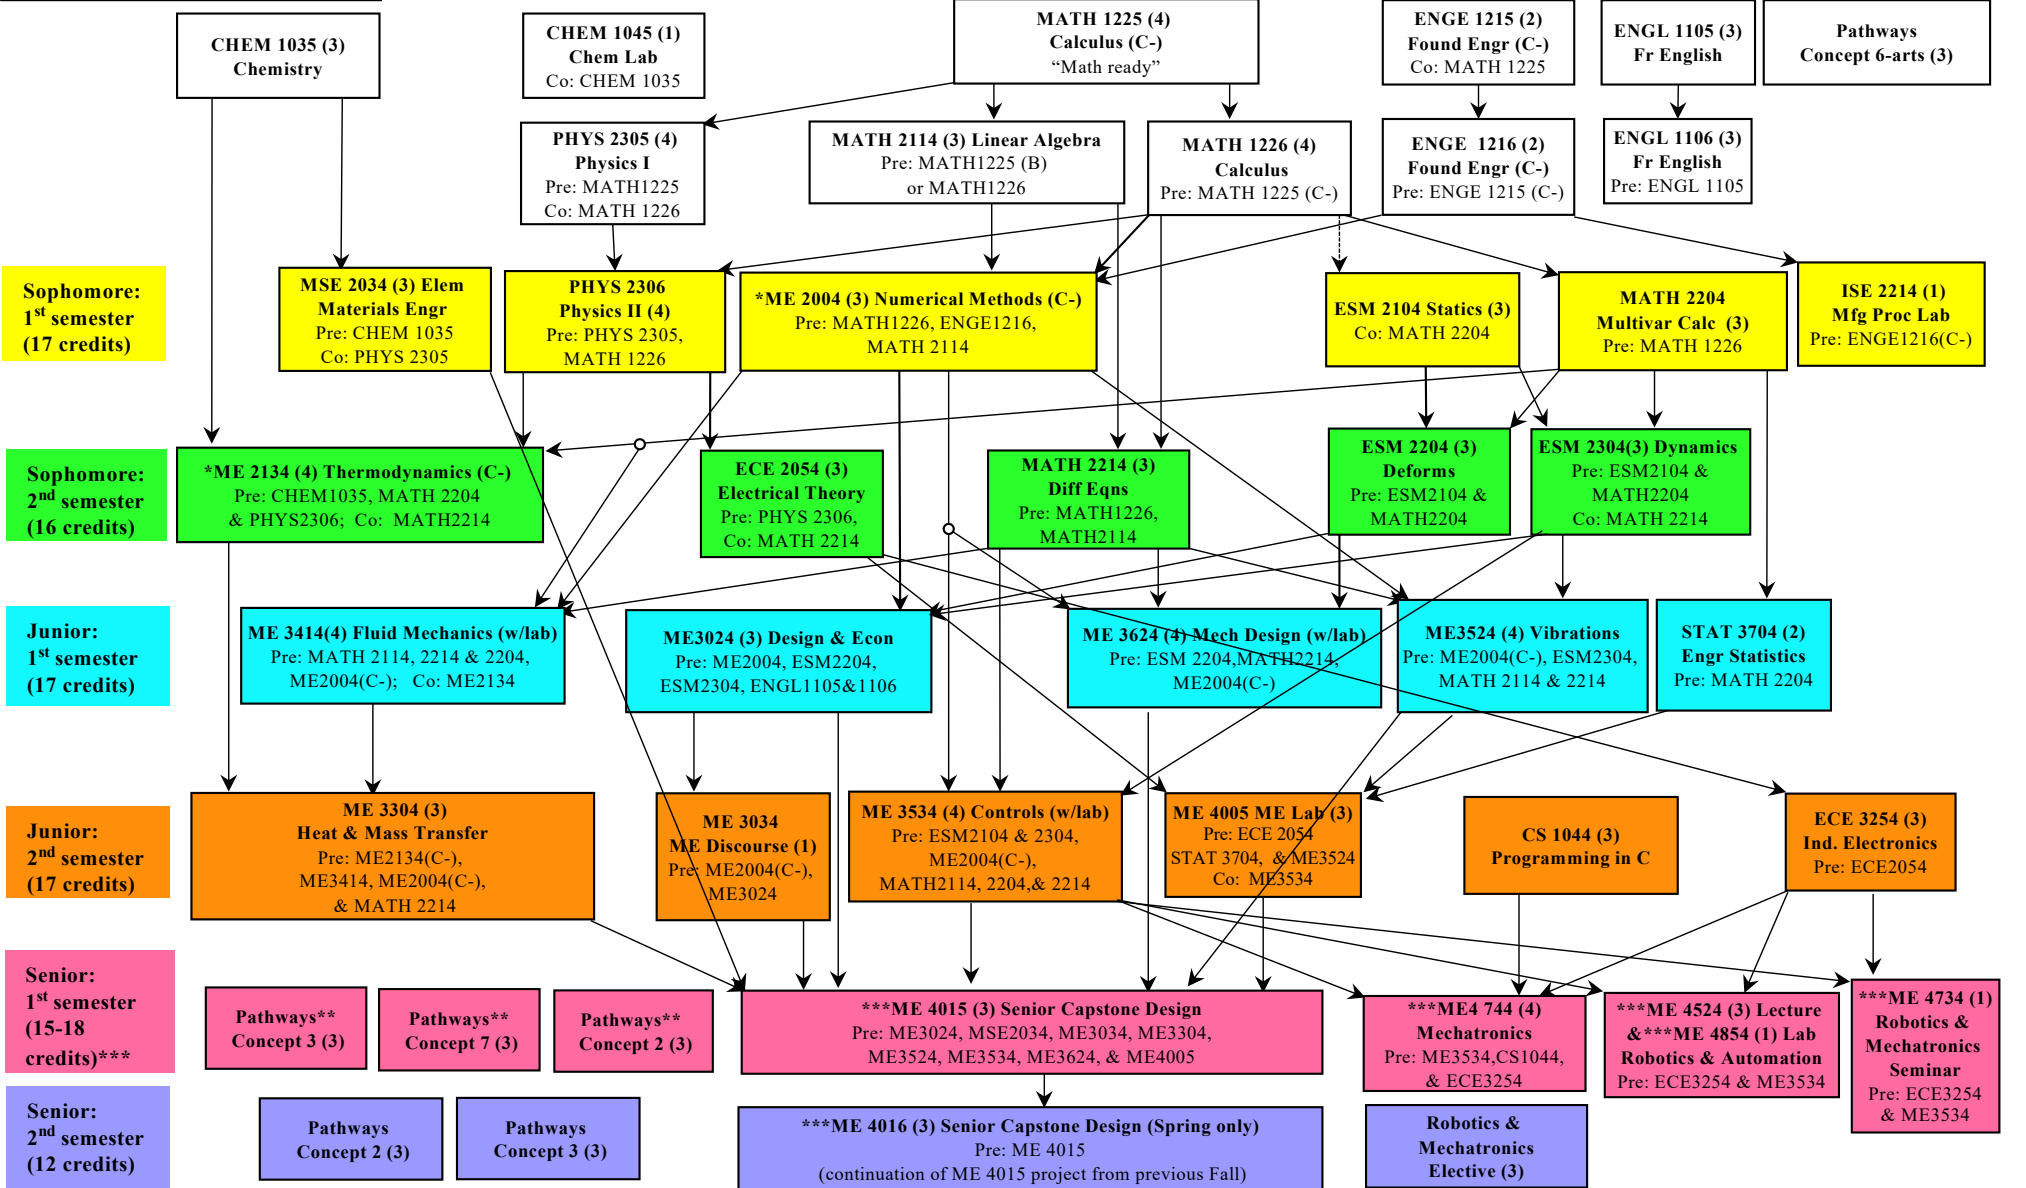 CHEM 1035 (3)
Chemistry
CHEM 1045 (1)
Chem Lab
Co: CHEM 1035
MATH 1225 (4)
Calculus (C-)
“Math ready”
ENGE 1215 (2)
Found Engr (C-)
Co: MATH 1225
ENGL 1105 (3)
Fr English
Pathways
Concept 6-arts (3)
PHYS 2305 (4)
Physics I
Pre: MATH1225
Co: MATH 1226
MATH 2114 (3) Linear Algebra
Pre: MATH1225 (B)
or MATH1226
MATH 1226 (4)
Calculus
Pre: MATH 1225 (C-)
ENGE 1216 (2)
Found Engr (C-)
Pre: ENGE 1215 (C-)
ENGL 1106 (3)
Fr English
Pre: ENGL 1105
Sophomore:
1st semester
(17 credits)
MSE 2034 (3) Elem
Materials Engr
Pre: CHEM 1035
Co: PHYS 2305
PHYS 2306
Physics II (4)
Pre: PHYS 2305,
MATH 1226
*ME 2004 (3) Numerical Methods (C-)
Pre: MATH1226, ENGE1216,
MATH 2114
ESM 2104 Statics (3)
Co: MATH 2204
MATH 2204
Multivar Calc (3)
Pre: MATH 1226
ISE 2214 (1)
Mfg Proc Lab
Pre: ENGE1216(C-)
Sophomore:
2nd semester
(16 credits)
*ME 2134 (4) Thermodynamics (C-)
Pre: CHEM1035, MATH 2204
& PHYS2306; Co: MATH2214
ECE 2054 (3)
Electrical Theory
Pre: PHYS 2306,
Co: MATH 2214
MATH 2214 (3)
Diff Eqns
Pre: MATH1226,
MATH2114
ESM 2204 (3)
Deforms
Pre: ESM2104 &
MATH2204
ESM 2304(3) Dynamics
Pre: ESM2104 &
MATH2204
Co: MATH 2214
Junior:
1st semester
(17 credits)
ME 3414(4) Fluid Mechanics (w/lab)
Pre: MATH 2114, 2214 & 2204,
ME2004(C-); Co: ME2134
ME3024 (3) Design & Econ
Pre: ME2004, ESM2204,
ESM2304, ENGL1105&1106
ME 3624 (4) Mech Design (w/lab)
Pre: ESM 2204,MATH2214,
ME2004(C-)
ME3524 (4) Vibrations
Pre: ME2004(C-), ESM2304,
MATH 2114 & 2214
STAT 3704 (2)
Engr Statistics
Pre: MATH 2204
Junior:
2nd semester
(17 credits)
ME 3304 (3)
Heat & Mass Transfer
Pre: ME2134(C-),
ME3414, ME2004(C-),
& MATH 2214
ME 3034
ME Discourse (1)
Pre: ME2004(C-),
ME3024
ME 3534 (4) Controls (w/lab)
Pre: ESM2104 & 2304,
ME2004(C-),
MATH2114, 2204,& 2214
ME 4005 ME Lab (3)
Pre: ECE 2054
STAT 3704, & ME3524
Co: ME3534
CS 1044 (3)
Programming in C
ECE 3254 (3)
Ind. Electronics
Pre: ECE2054
Senior:
1st semester
(15-18
credits)***
Pathways**
Concept 3 (3)
Pathways**
Concept 7 (3)
Pathways**
Concept 2 (3)
***ME 4015 (3) Senior Capstone Design
Pre: ME3024, MSE2034, ME3034, ME3304,
ME3524, ME3534, ME3624, & ME4005
***ME4 744 (4)
Mechatronics
Pre: ME3534,CS1044,
& ECE3254
***ME 4524 (3) Lecture
&***ME 4854 (1) Lab
Robotics & Automation
Pre: ECE3254 & ME3534
***ME 4734 (1)
Robotics &
Mechatronics
Seminar
Pre: ECE3254
& ME3534
Senior:
2nd semester
(12 credits)
Pathways
Concept 2 (3)
Pathways
Concept 3 (3)
***ME 4016 (3) Senior Capstone Design (Spring only)
Pre: ME 4015
(continuation of ME 4015 project from previous Fall)
Robotics &
Mechatronics
Elective (3)